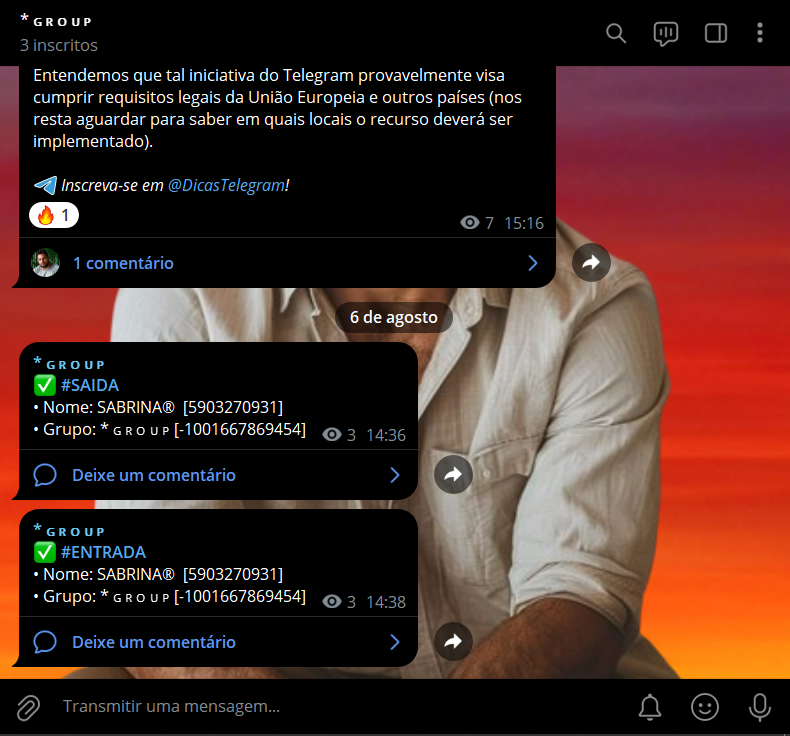 * ɢʀᴏᴜᴘ
3 inscritos
Entendemos que tal iniciativa do Telegram provavelmente visa
cumprir requisitos legais da União Europeia e outros países (nos
resta aguardar para saber em quais locais o recurso deverá ser
implementado).
Inscreva-se em @DicasTelegram!
🔥 1
7 15:16
1 comentário
6 de agosto
* ɢʀᴏᴜᴘ
✅ #SAIDA
• Nome: SABRINA® [5903270931]
• Grupo: * ɢʀᴏᴜᴘ [-1001667869454] 3 14:36
Deixe um comentário
* ɢʀᴏᴜᴘ
✅ #ENTRADA
• Nome: SABRINA® [5903270931]
• Grupo: * ɢʀᴏᴜᴘ [-1001667869454] 3 14:38
Deixe um comentário
Transmitir uma mensagem...